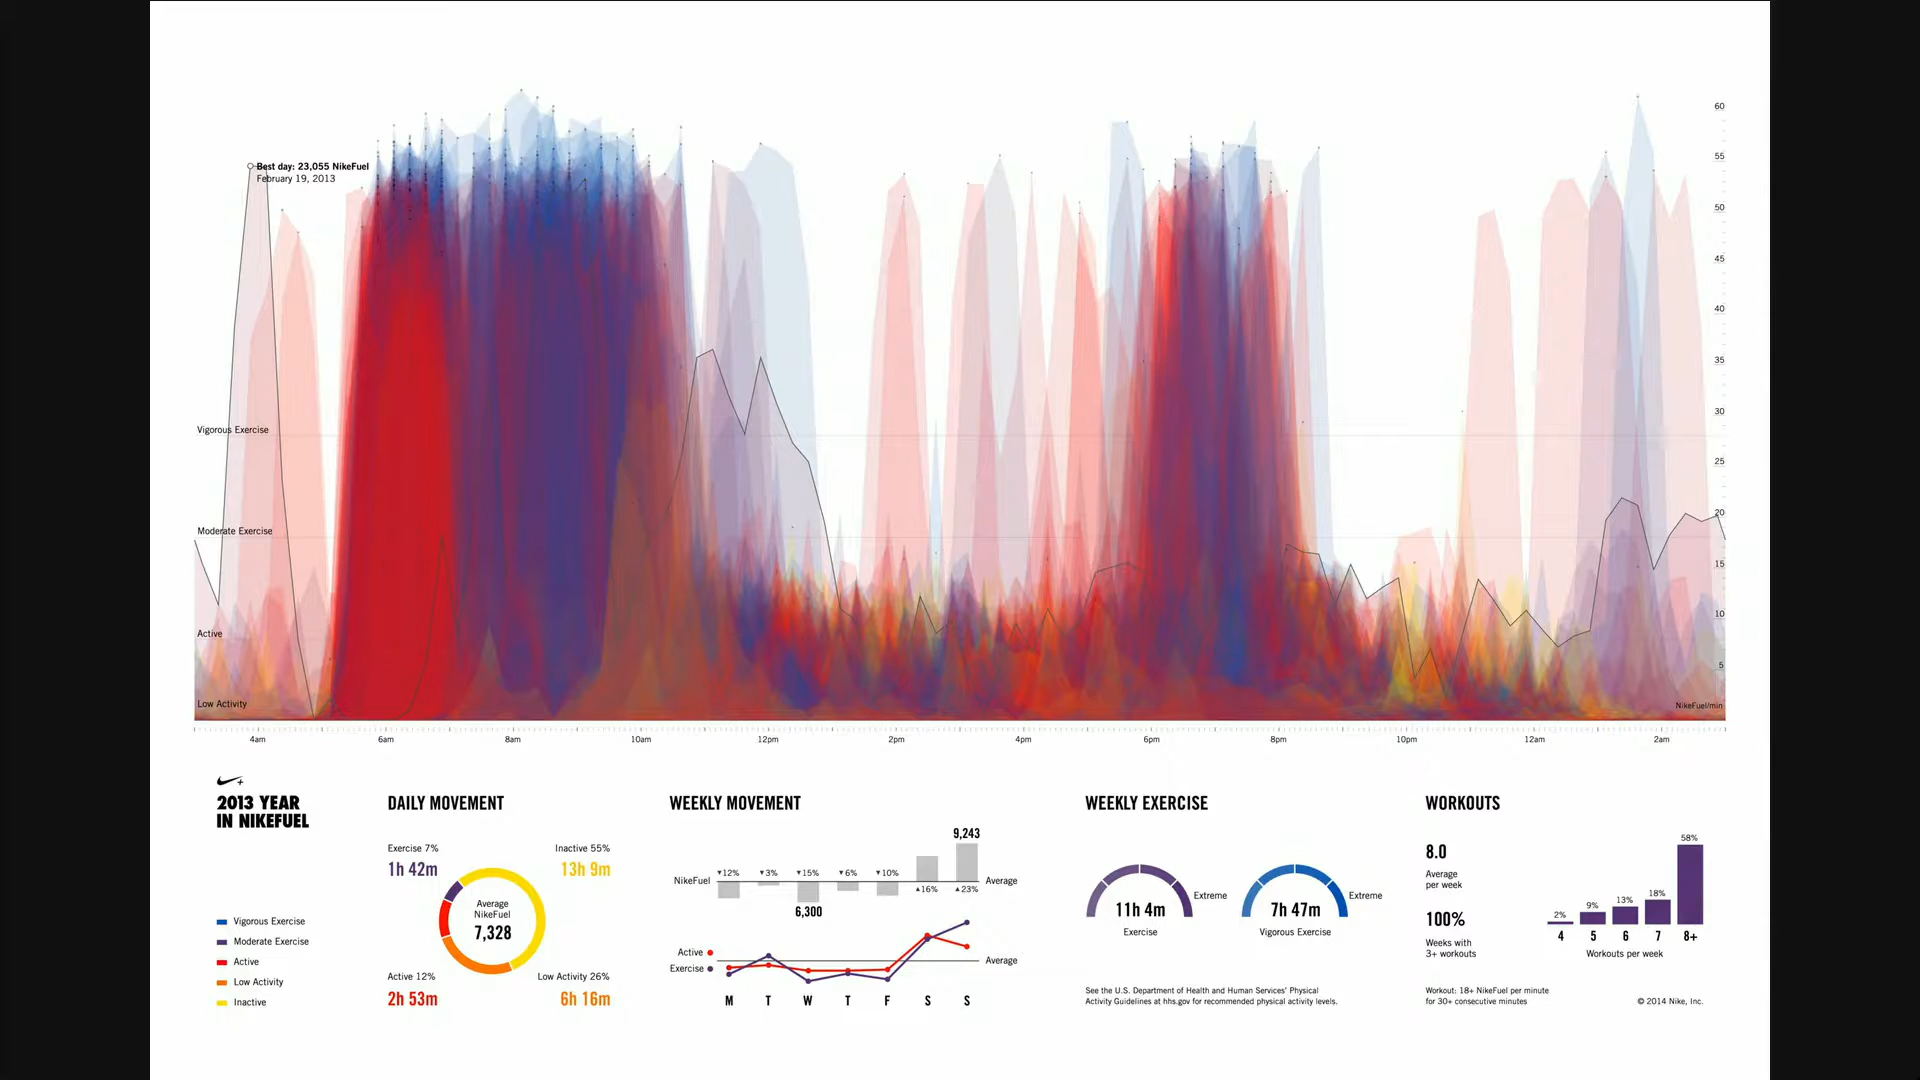 60
Best day: 23,055 NikeFuel
February 19, 2013
55
50
45
40
35
30
Vigorous Exercise
25
20
Moderate Exercise
15
10
Active
5
Low Activity
NikeFuel/min
4am 6am 8am 10am 12pm 2pm 4pm 6pm 8pm 10pm 12am 2am
2013 YEAR
IN NIKEFUEL
Vigorous Exercise
Moderate Exercise
Active
Low Activity
Inactive
DAILY MOVEMENT
Exercise 7%
1h 42m
Inactive 55%
13h 9m
Average
NikeFuel
7,328
Active 12%
2h 53m
Low Activity 26%
6h 16m
WEEKLY MOVEMENT
9,243
▼12% ▼3% ▼15% ▼6% ▼10%
NikeFuel
Average
▲16% ▲23%
6,300
Active
Exercise
Average
M T W T F S S
WEEKLY EXERCISE
Extreme
11h 4m
Exercise
Extreme
7h 47m
Vigorous Exercise
See the U.S. Department of Health and Human Services' Physical
Activity Guidelines at hhs.gov for recommended physical activity levels.
WORKOUTS
8.0
Average
per week
100%
Weeks with
3+ workouts
2% 9% 13% 18% 58%
4 5 6 7 8+
Workouts per week
Workout: 18+ NikeFuel per minute
for 30+ consecutive minutes
© 2014 Nike, Inc.